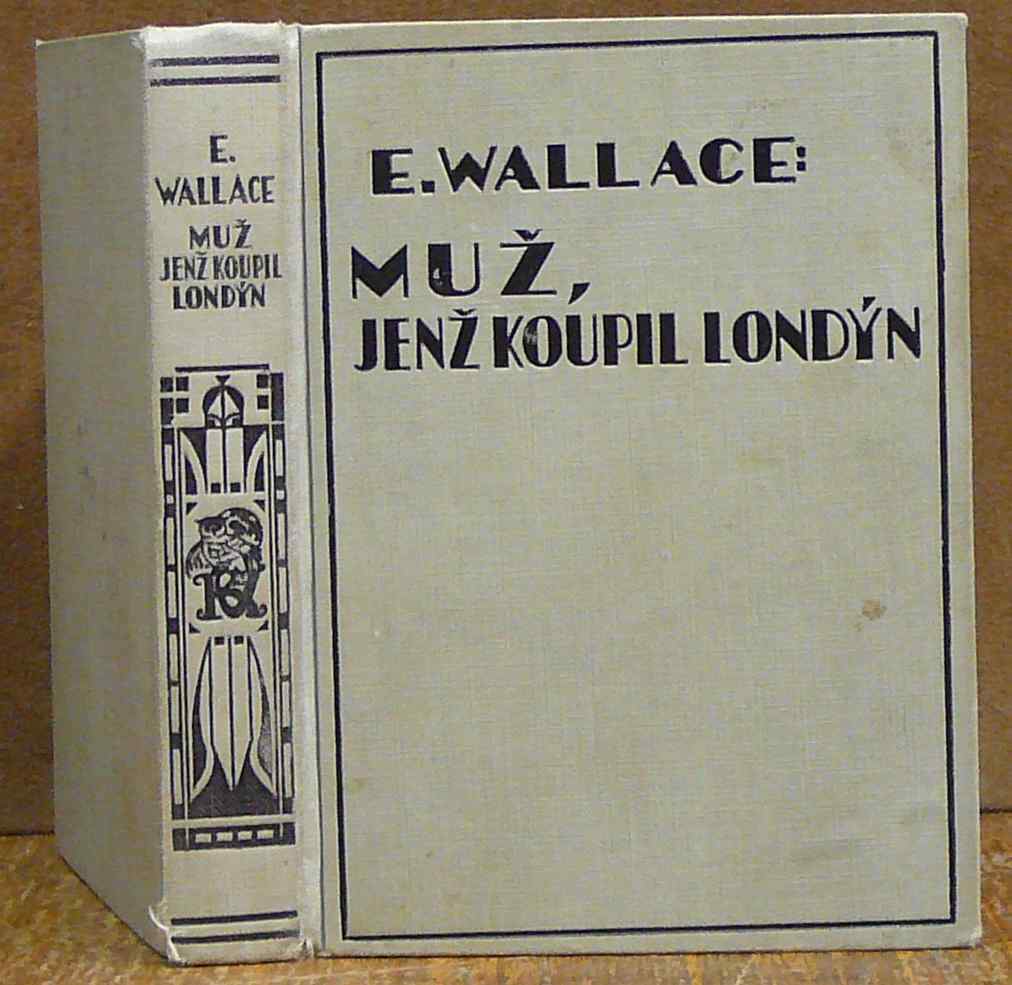 E.
WALLACE
MUŽ
JENŽ KOUPIL
LONDÝN
E. WALLACE:
MUŽ,
JENŽ KOUPIL LONDÝN